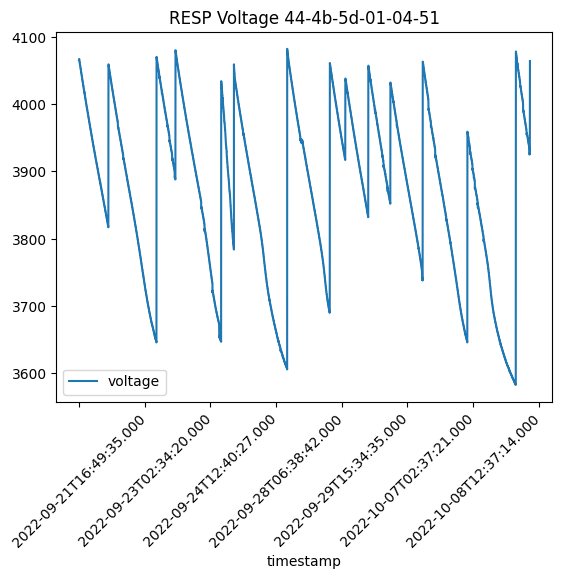 RESP Voltage 44-4b-5d-01-04-51
4100
4000
3900
3800
3700
3600
voltage
2022-09-21T16:49:35.000
2022-09-23T02:34:20.000
2022-09-24T12:40:27.000
2022-09-28T06:38:42.000
2022-09-29T15:34:35.000
2022-10-07T02:37:21.000
2022-10-08T12:37:14.000
timestamp